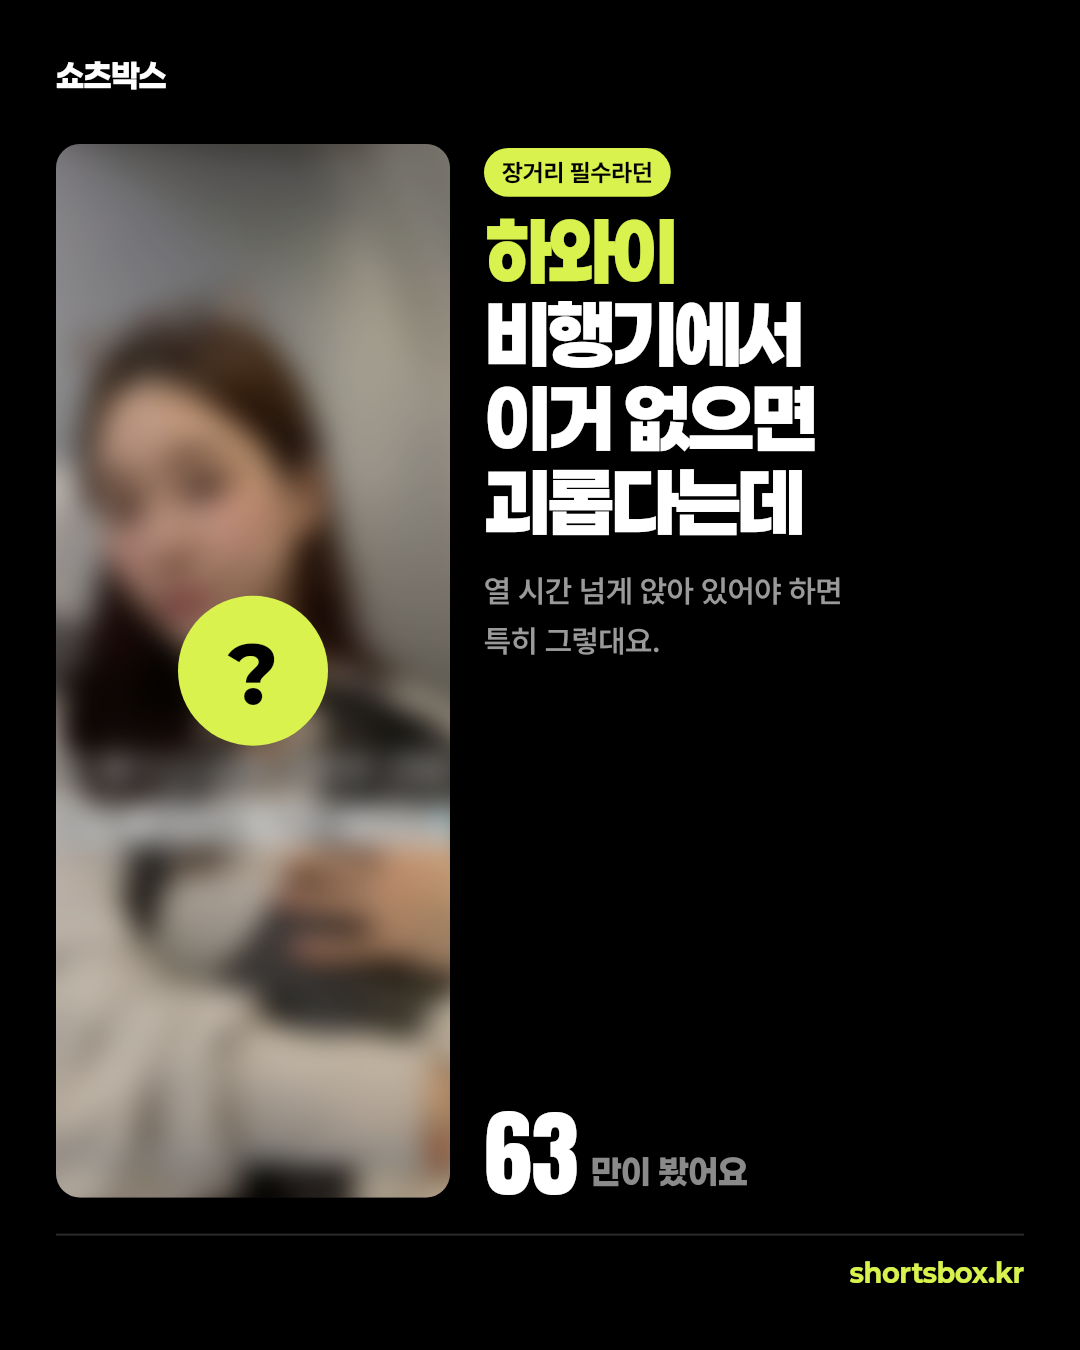 쇼츠박스
장거리 필수라던
하와이
비행기에서
이거 없으면
괴롭다는데
열 시간 넘게 앉아 있어야 하면
특히 그렇대요.
?
63 만이 봤어요
shortsbox.kr